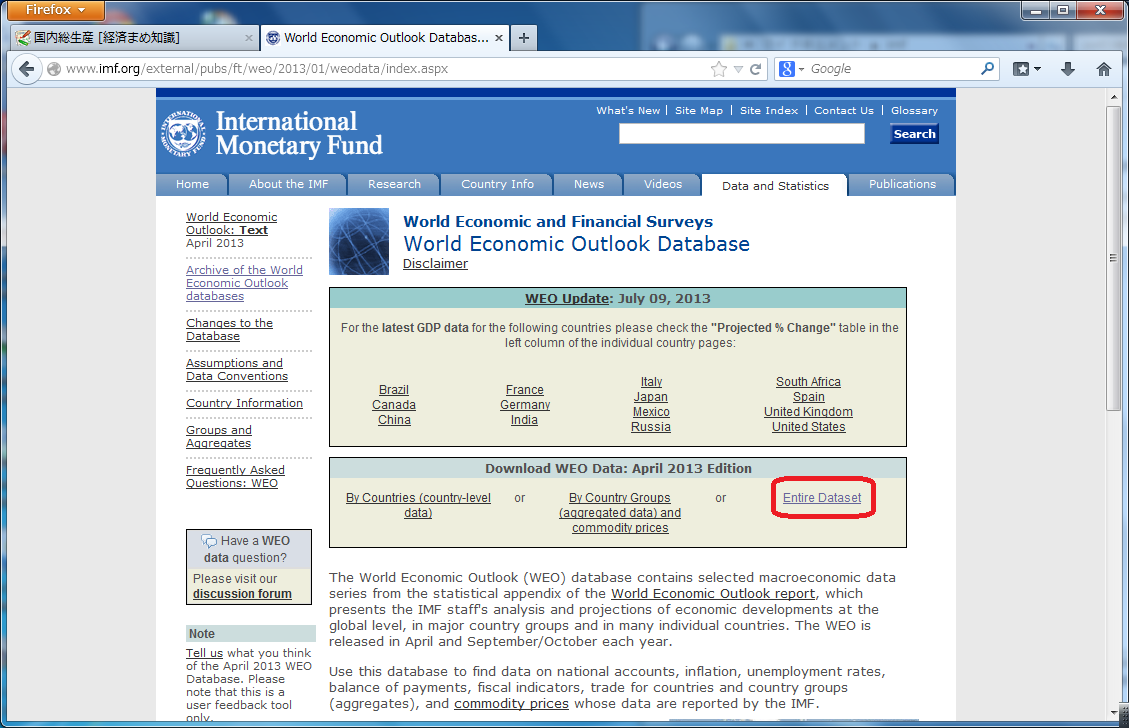 Firefox
国内総生産 [経済まめ知識]
World Economic Outlook Databas...
www.imf.org/external/pubs/ft/weo/2013/01/weodata/index.aspx
Google
What's New | Site Map | Site Index | Contact Us | Glossary
International
Monetary Fund
Search
Home
About the IMF
Research
Country Info
News
Videos
Data and Statistics
Publications
World Economic
Outlook: Text
April 2013
Archive of the World
Economic Outlook
databases
Changes to the
Database
Assumptions and
Data Conventions
Country Information
Groups and
Aggregates
Frequently Asked
Questions: WEO
Have a WEO
data question?
Please visit our
discussion forum
Note
Tell us what you think
of the April 2013 WEO
Database. Please
note that this is a
user feedback tool
only.
World Economic and Financial Surveys
World Economic Outlook Database
Disclaimer
WEO Update: July 09, 2013
For the latest GDP data for the following countries please check the "Projected % Change" table in the
left column of the individual country pages:
Brazil
Canada
China
France
Germany
India
Italy
Japan
Mexico
Russia
South Africa
Spain
United Kingdom
United States
Download WEO Data: April 2013 Edition
By Countries (country-level
data)
or
By Country Groups
(aggregated data) and
commodity prices
or
Entire Dataset
The World Economic Outlook (WEO) database contains selected macroeconomic data
series from the statistical appendix of the World Economic Outlook report, which
presents the IMF staff's analysis and projections of economic developments at the
global level, in major country groups and in many individual countries. The WEO is
released in April and September/October each year.
Use this database to find data on national accounts, inflation, unemployment rates,
balance of payments, fiscal indicators, trade for countries and country groups
(aggregates), and commodity prices whose data are reported by the IMF.